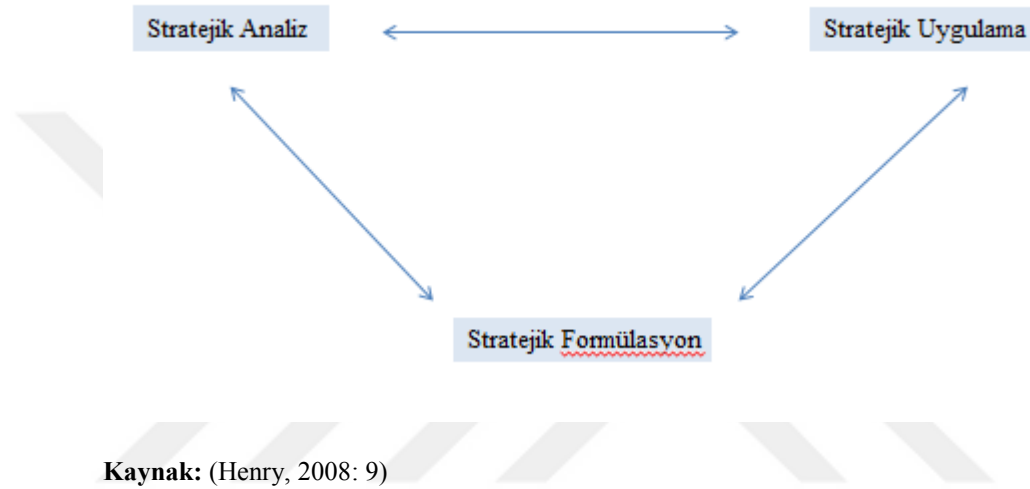 Stratejik Analiz
Stratejik Uygulama
Stratejik Formülasyon
Kaynak: (Henry, 2008: 9)